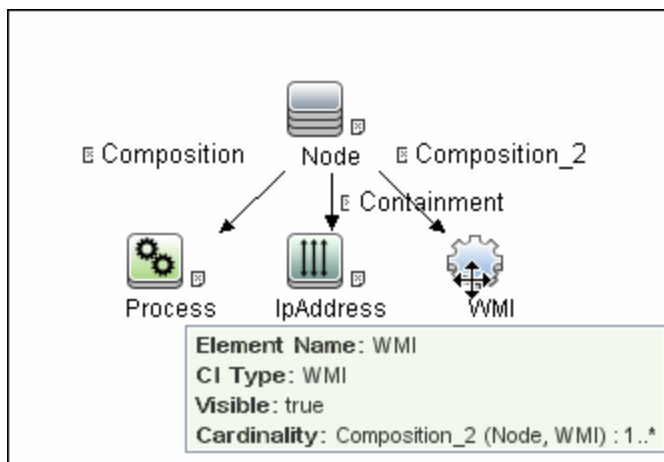 Composition
Node
Composition_2
Containment
Process
IpAddress
WMI
Element Name: WMI
CI Type: WMI
Visible: true
Cardinality: Composition_2 (Node, WMI) : 1..*